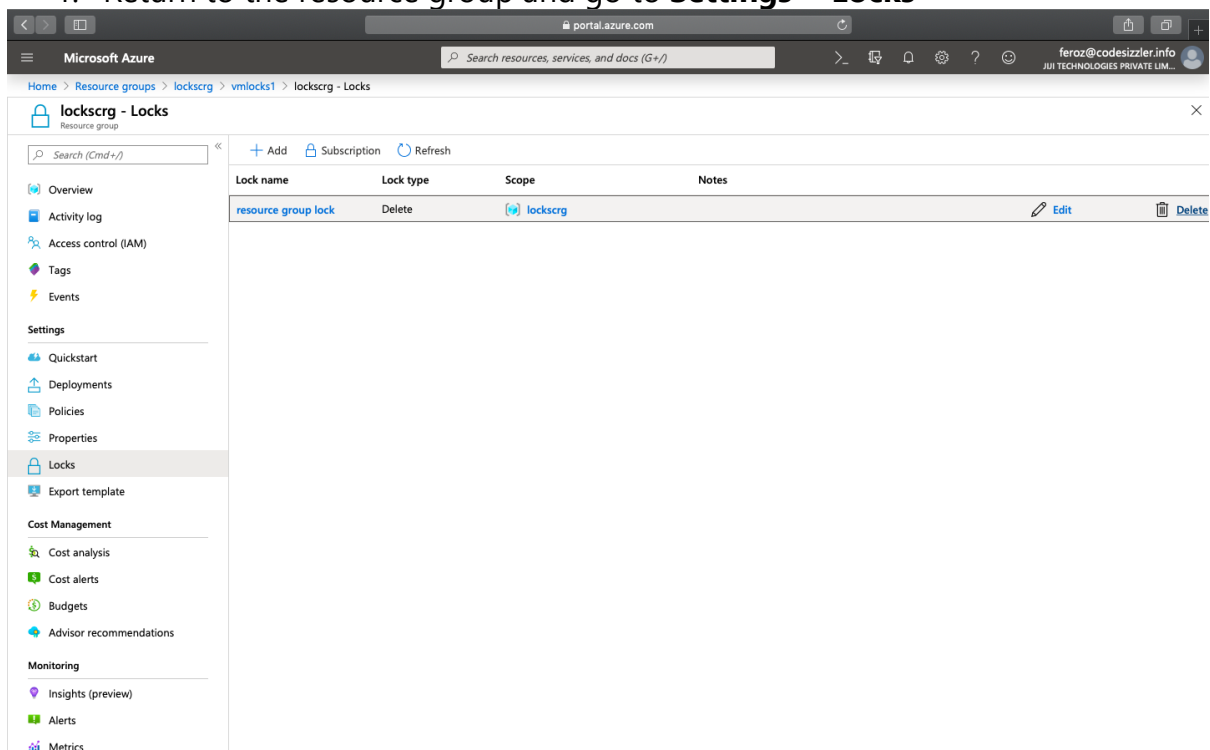 Return to the resource group and go to Settings Locks
portal.azure.com
Microsoft Azure
Search resources, services, and docs (G+/)
feroz@codesizzler.info
JIJI TECHNOLOGIES PRIVATE LIM...
Home > Resource groups > lockscrg > vmlocks1 > lockscrg - Locks
lockscrg - Locks
Resource group
Search (Cmd+/)
+ Add Subscription Refresh
Lock name Lock type Scope Notes
resource group lock Delete lockscrg Edit Delete
Overview
Activity log
Access control (IAM)
Tags
Events
Settings
Quickstart
Deployments
Policies
Properties
Locks
Export template
Cost Management
Cost analysis
Cost alerts
Budgets
Advisor recommendations
Monitoring
Insights (preview)
Alerts
Metrics